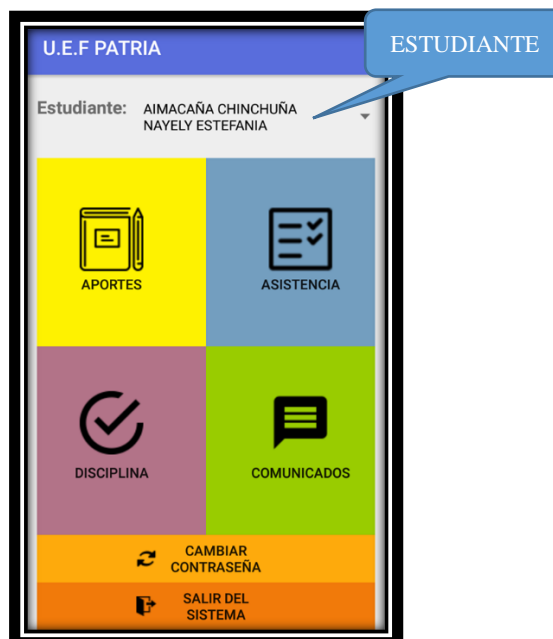 U.E.F PATRIA
ESTUDIANTE
Estudiante: AIMACAÑA CHINCHUÑA
NAYELY ESTEFANIA
APORTES
ASISTENCIA
DISCIPLINA
COMUNICADOS
CAMBIAR
CONTRASEÑA
SALIR DEL
SISTEMA